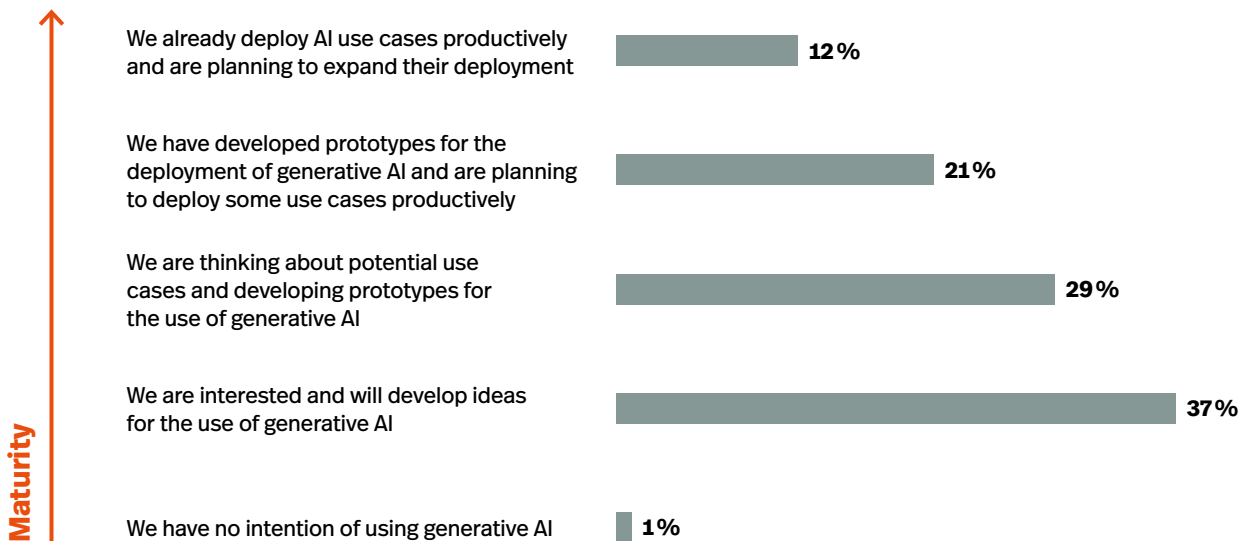 We already deploy AI use cases productively
and are planning to expand their deployment
12 %
We have developed prototypes for the
deployment of generative AI and are planning
to deploy some use cases productively
21 %
We are thinking about potential use
cases and developing prototypes for
the use of generative AI
29 %
We are interested and will develop ideas
for the use of generative AI
37 %
We have no intention of using generative AI
1 %
Maturity